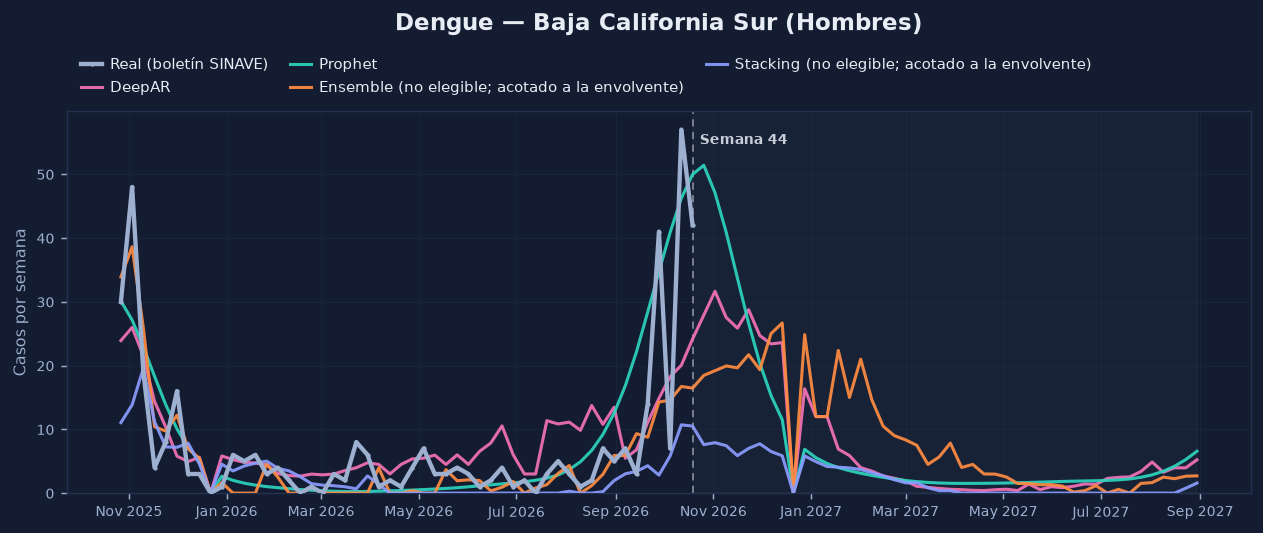 Dengue — Baja California Sur (Hombres)
Real (boletín SINAVE)
Prophet
Stacking (no elegible; acotado a la envolvente)
DeepAR
Ensemble (no elegible; acotado a la envolvente)
Semana 44
Casos por semana
50
40
30
20
10
0
Nov 2025
Jan 2026
Mar 2026
May 2026
Jul 2026
Sep 2026
Nov 2026
Jan 2027
Mar 2027
May 2027
Jul 2027
Sep 2027